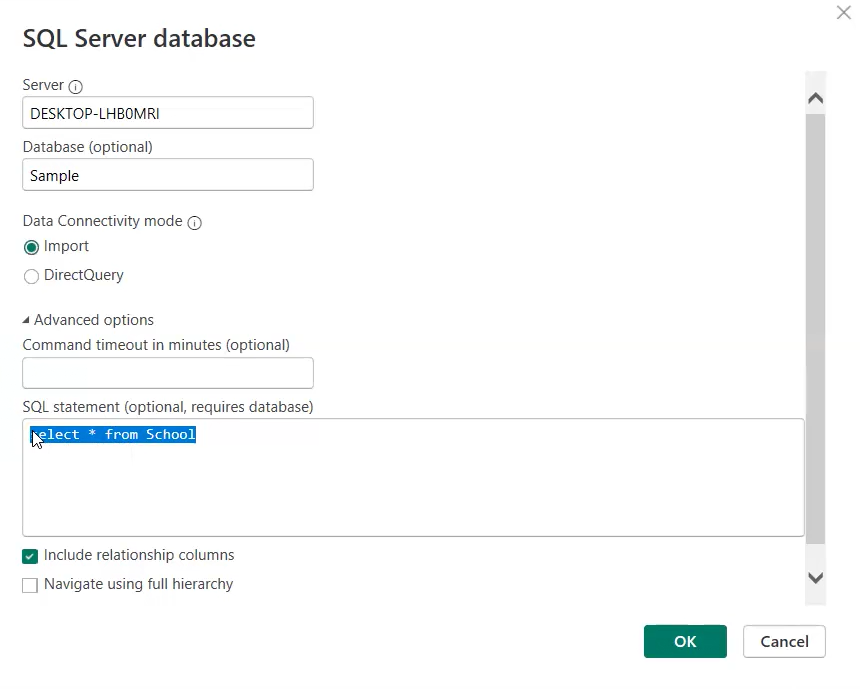 SQL Server database
Server
DESKTOP-LHB0MRI
Database (optional)
Sample
Data Connectivity mode
Import
DirectQuery
Advanced options
Command timeout in minutes (optional)
SQL statement (optional, requires database)
select * from School
Include relationship columns
Navigate using full hierarchy
OK Cancel